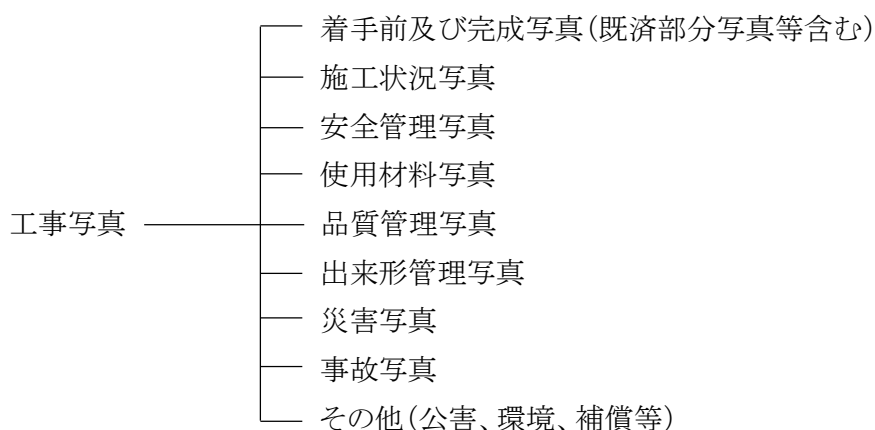 着手前及び完成写真(既済部分写真等含む)
施工状況写真
安全管理写真
使用材料写真
工事写真 品質管理写真
出来形管理写真
災害写真
事故写真
その他(公害、環境、補償等)